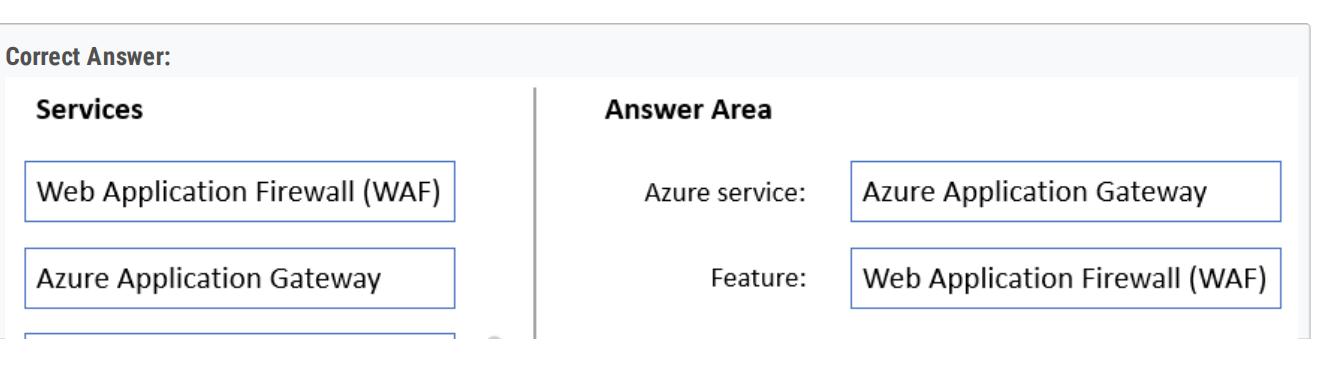 Correct Answer:
Services
Web Application Firewall (WAF)
Azure Application Gateway
Answer Area
Azure service:
Azure Application Gateway
Feature:
Web Application Firewall (WAF)